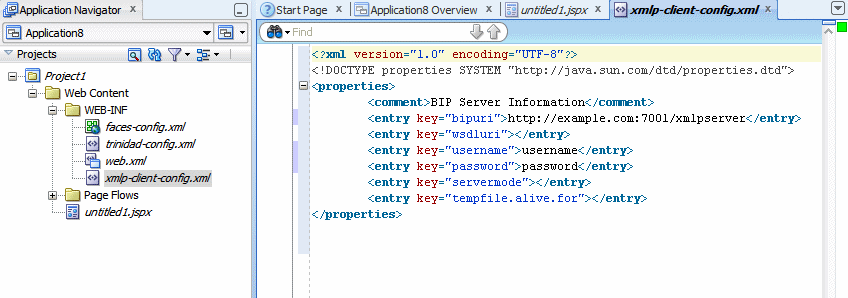 Application Navigator
Application8
Projects
Project1
Web Content
WEB-INF
faces-config.xml
trinidad-config.xml
web.xml
xmlp-client-config.xml
Page Flows
untitled1.jspx
Start Page
Application8 Overview
untitled1.jspx
xmlp-client-config.xml
Find
<?xml version="1.0" encoding="UTF-8"?>
<!DOCTYPE properties SYSTEM "http://java.sun.com/dtd/properties.dtd">
<properties>
<comment>BIP Server Information</comment>
<entry key="bipuri">http://example.com:7001/xmlpserver</entry>
<entry key="wsdluri"></entry>
<entry key="username">username</entry>
<entry key="password">password</entry>
<entry key="servermode"></entry>
<entry key="tempfile.alive.for"></entry>
</properties>